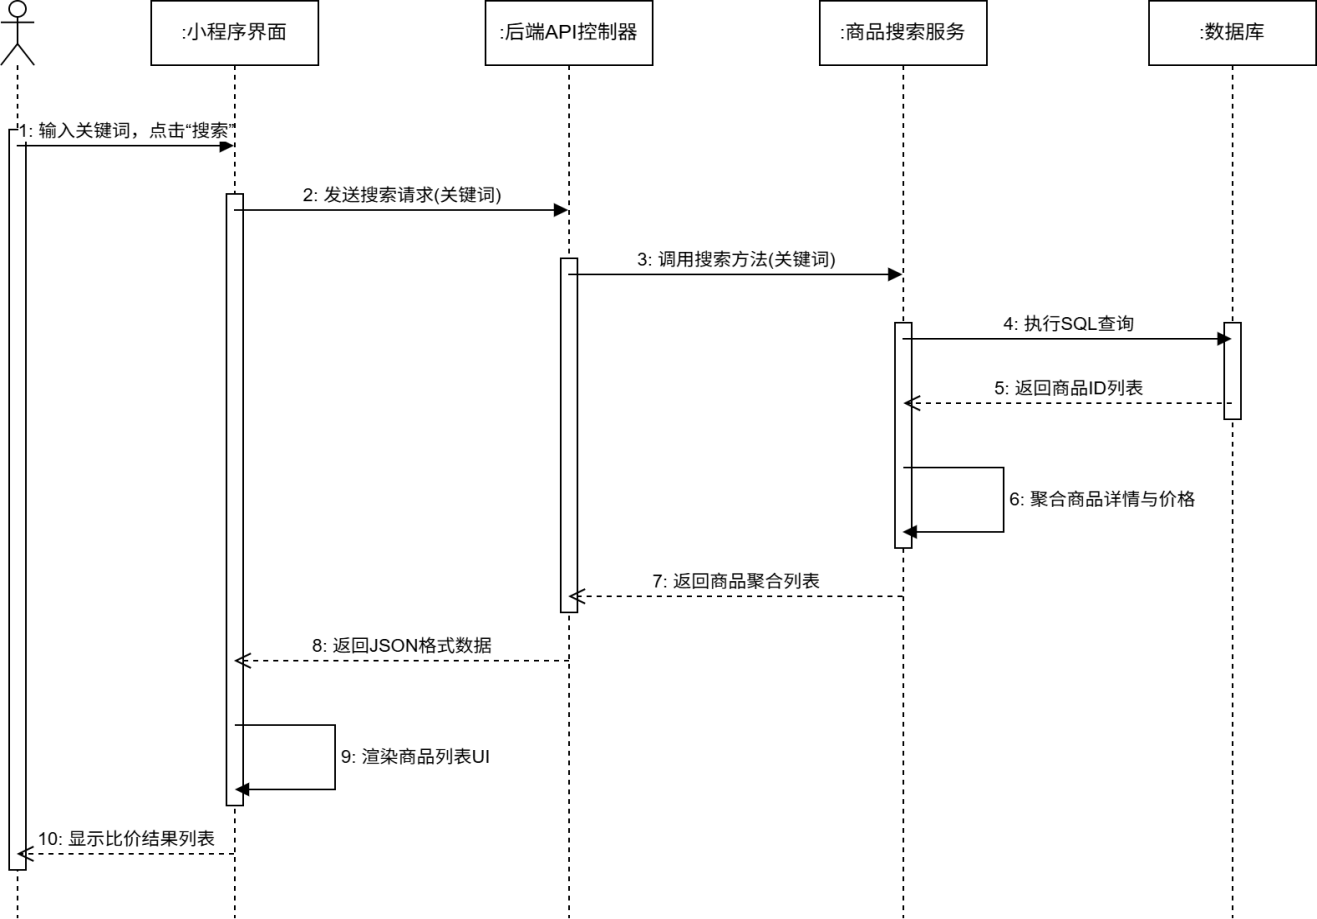 :小程序界面
:后端API控制器
:商品搜索服务
:数据库
1: 输入关键词，点击“搜索”
2: 发送搜索请求(关键词)
3: 调用搜索方法(关键词)
4: 执行SQL查询
5: 返回商品ID列表
6: 聚合商品详情与价格
7: 返回商品聚合列表
8: 返回JSON格式数据
9: 渲染商品列表UI
10: 显示比价结果列表